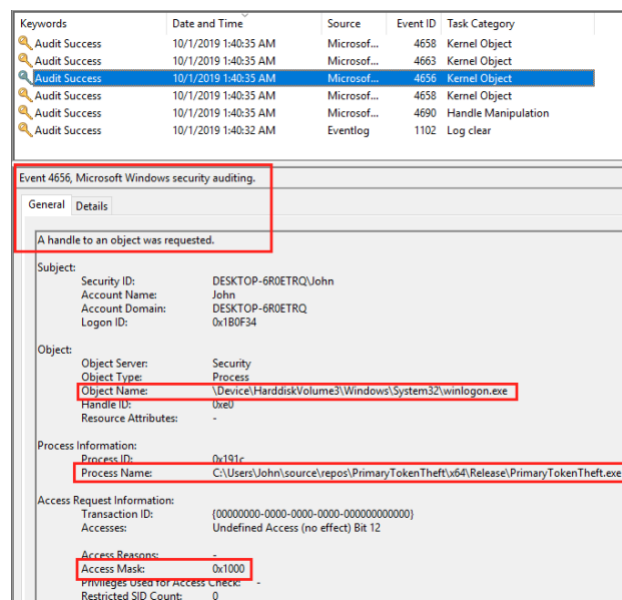 Keywords Date and Time Source Event ID Task Category
Audit Success 10/1/2019 1:40:35 AM Microsof... 4658 Kernel Object
Audit Success 10/1/2019 1:40:35 AM Microsof... 4663 Kernel Object
Audit Success 10/1/2019 1:40:35 AM Microsof... 4656 Kernel Object
Audit Success 10/1/2019 1:40:35 AM Microsof... 4658 Kernel Object
Audit Success 10/1/2019 1:40:35 AM Microsof... 4690 Handle Manipulation
Audit Success 10/1/2019 1:40:32 AM Eventlog 1102 Log clear
Event 4656, Microsoft Windows security auditing.
General Details
A handle to an object was requested.
Subject:
Security ID: DESKTOP-6R0ETRQ\John
Account Name: John
Account Domain: DESKTOP-6R0ETRQ
Logon ID: 0x1B0F34
Object:
Object Server: Security
Object Type: Process
Object Name: \Device\HarddiskVolume3\Windows\System32\winlogon.exe
Handle ID: 0xe0
Resource Attributes: -
Process Information:
Process ID: 0x191c
Process Name: C:\Users\John\source\repos\PrimaryTokenTheft\x64\Release\PrimaryTokenTheft.exe
Access Request Information:
Transaction ID: {00000000-0000-0000-0000-000000000000}
Accesses: Undefined Access (no effect) Bit 12
Access Reasons: -
Access Mask: 0x1000
Privileges Used for Access Check: -
Restricted SID Count: 0